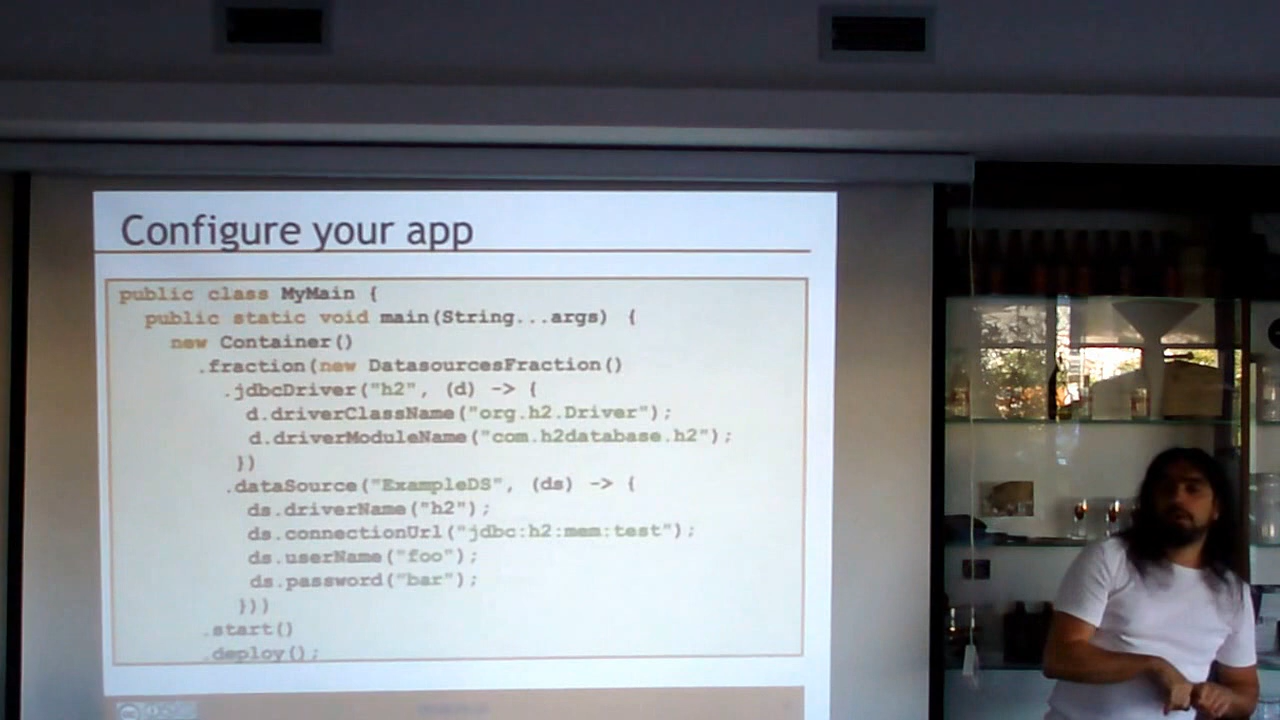 Configure your app
public class MyMain {
public static void main(String...args) {
new Container()
.fraction(new DatasourcesFraction()
.jdbcDriver("h2", (d) -> {
d.driverClassName("org.h2.Driver");
d.driverModuleName("com.h2database.h2");
})
.dataSource("ExampleDS", (ds) -> {
ds.driverName("h2");
ds.connectionUrl("jdbc:h2:mem:test");
ds.userName("foo");
ds.password("bar");
}))
.start()
.deploy();